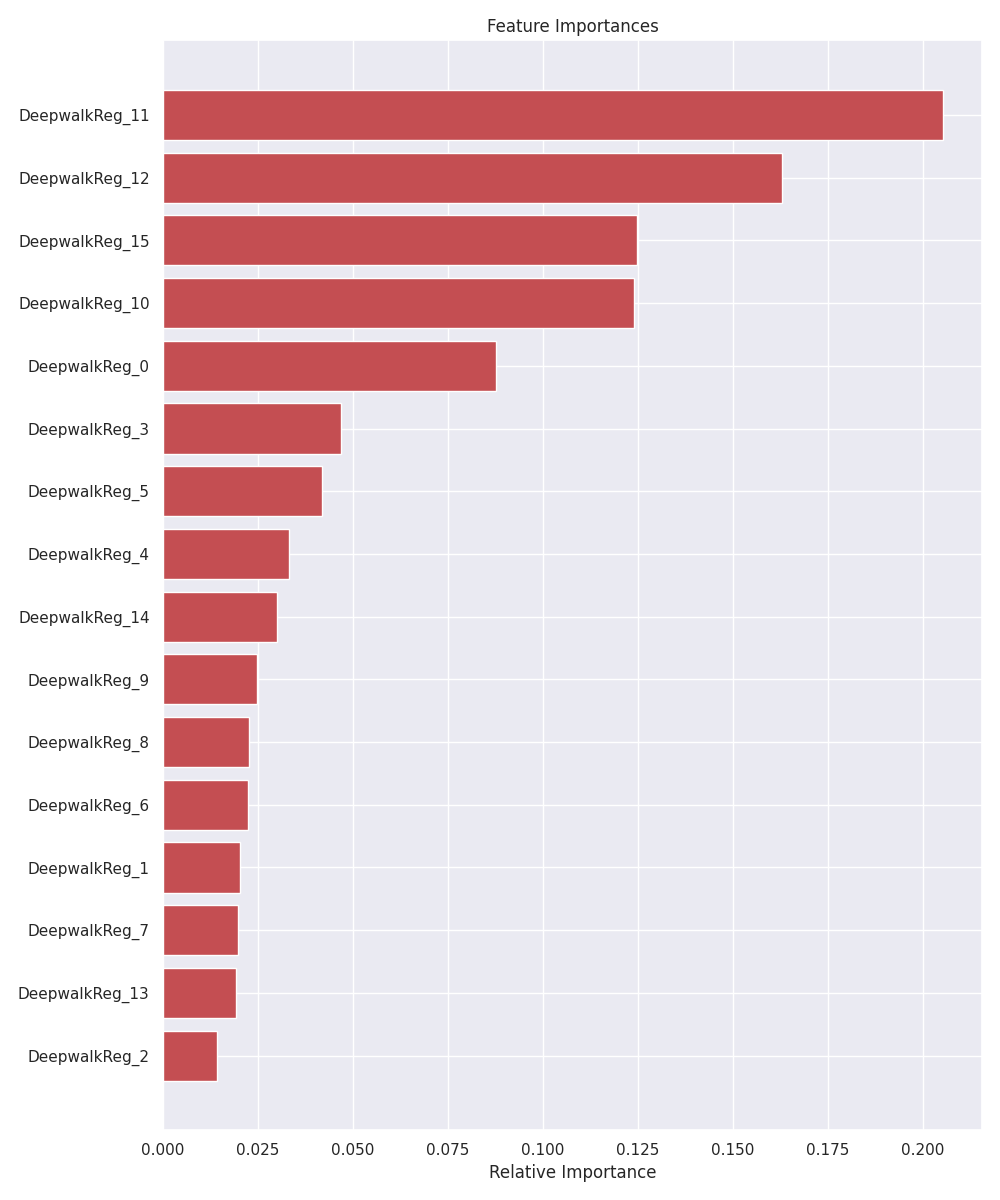 Feature Importances
DeepwalkReg_11
DeepwalkReg_12
DeepwalkReg_15
DeepwalkReg_10
DeepwalkReg_0
DeepwalkReg_3
DeepwalkReg_5
DeepwalkReg_4
DeepwalkReg_14
DeepwalkReg_9
DeepwalkReg_8
DeepwalkReg_6
DeepwalkReg_1
DeepwalkReg_7
DeepwalkReg_13
DeepwalkReg_2
0.000 0.025 0.050 0.075 0.100 0.125 0.150 0.175 0.200
Relative Importance